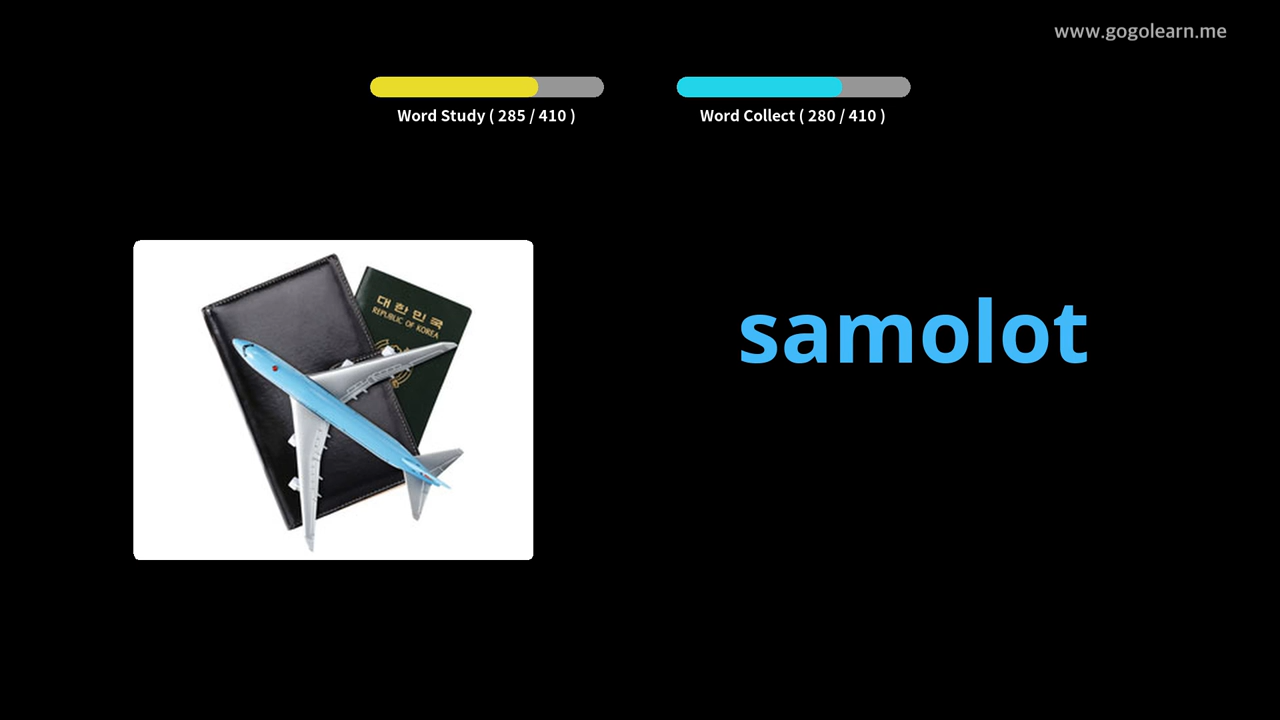 www.gogolearn.me
Word Study ( 285 / 410 )
Word Collect ( 280 / 410 )
samolot
대한민국
REPUBLIC OF KOREA